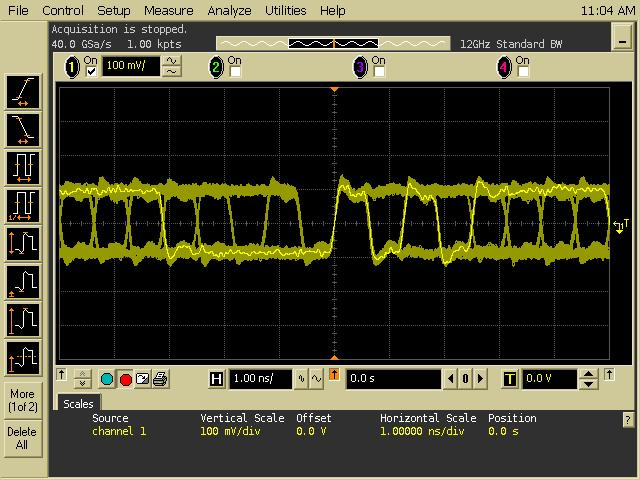 File Control Setup Measure Analyze Utilities Help 11:04 AM
Acquisition is stopped.
40.0 GSa/s 1.00 kpts 12GHz Standard BW
1 On 100 mV/ 2 On 3 On 4 On
T
More
(1of 2)
Delete
All
H 1.00 ns/ 0.0 s 0 T 0.0 V
Scales
Source Vertical Scale Offset Horizontal Scale Position
channel 1 100 mV/div 0.0 V 1.00000 ns/div 0.0 s
?